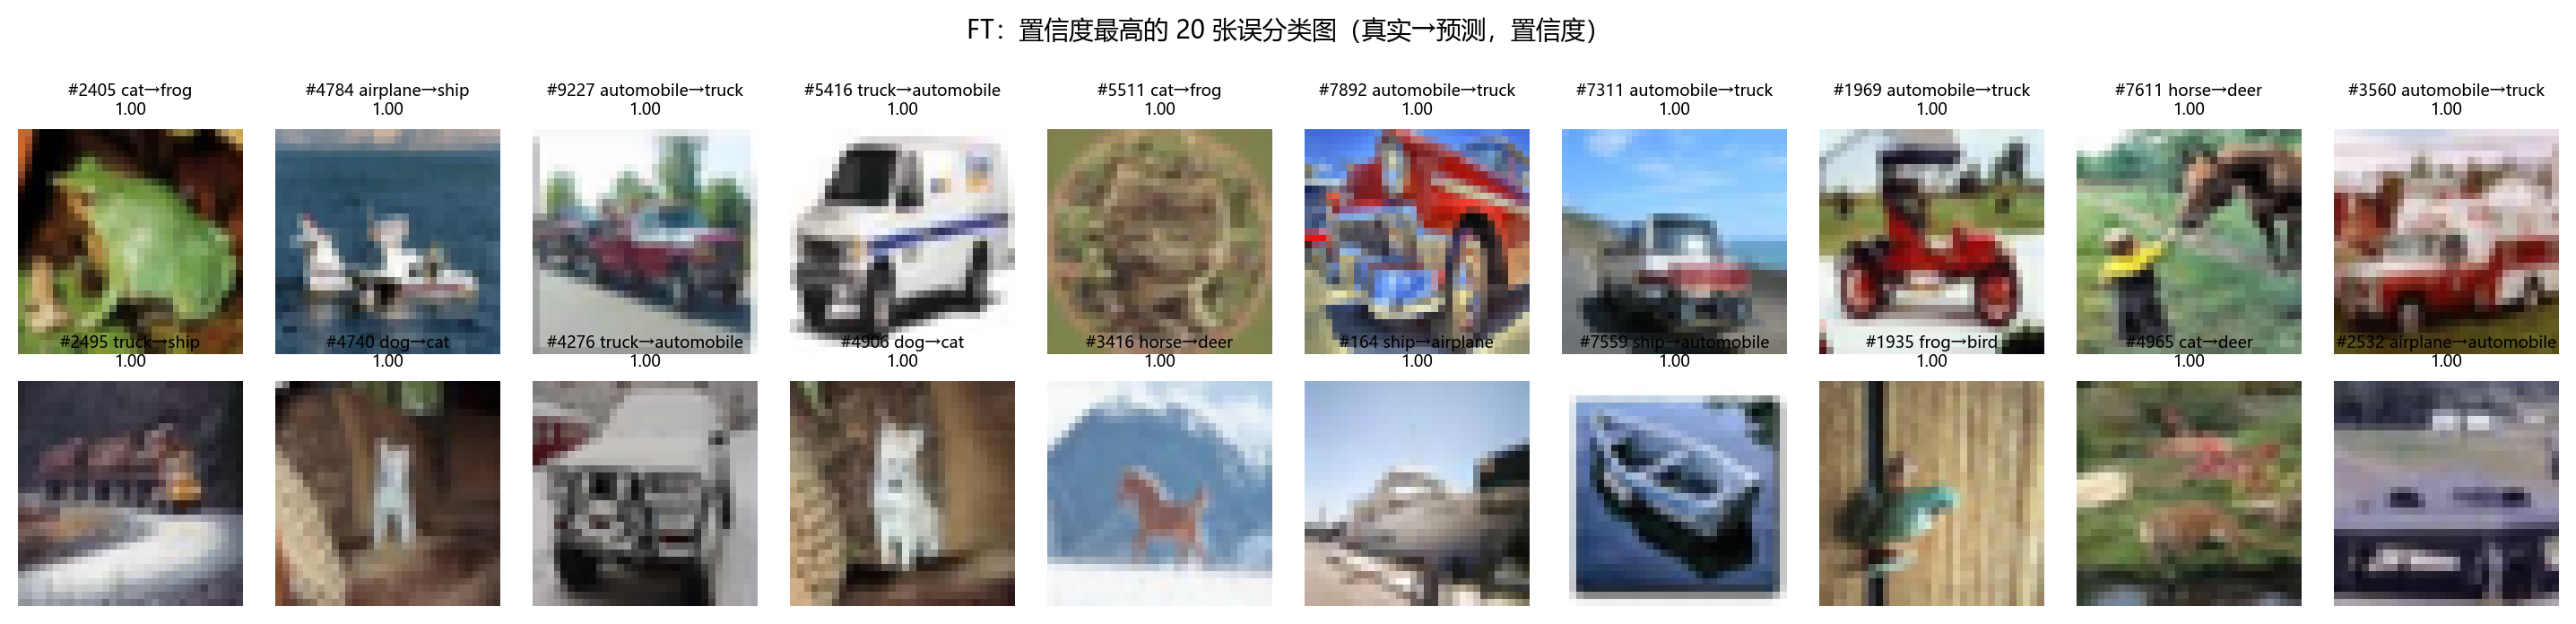 FT：置信度最高的 20 张误分类图（真实→预测，置信度）
#2405 cat→frog
1.00
#4784 airplane→ship
1.00
#9227 automobile→truck
1.00
#5416 truck→automobile
1.00
#5511 cat→frog
1.00
#7892 automobile→truck
1.00
#7311 automobile→truck
1.00
#1969 automobile→truck
1.00
#7611 horse→deer
1.00
#3560 automobile→truck
1.00
#2495 truck→ship
1.00
#4740 dog→cat
1.00
#4276 truck→automobile
1.00
#4906 dog→cat
1.00
#3416 horse→deer
1.00
#164 ship→airplane
1.00
#7559 ship→automobile
1.00
#1935 frog→bird
1.00
#4965 cat→deer
1.00
#2532 airplane→automobile
1.00